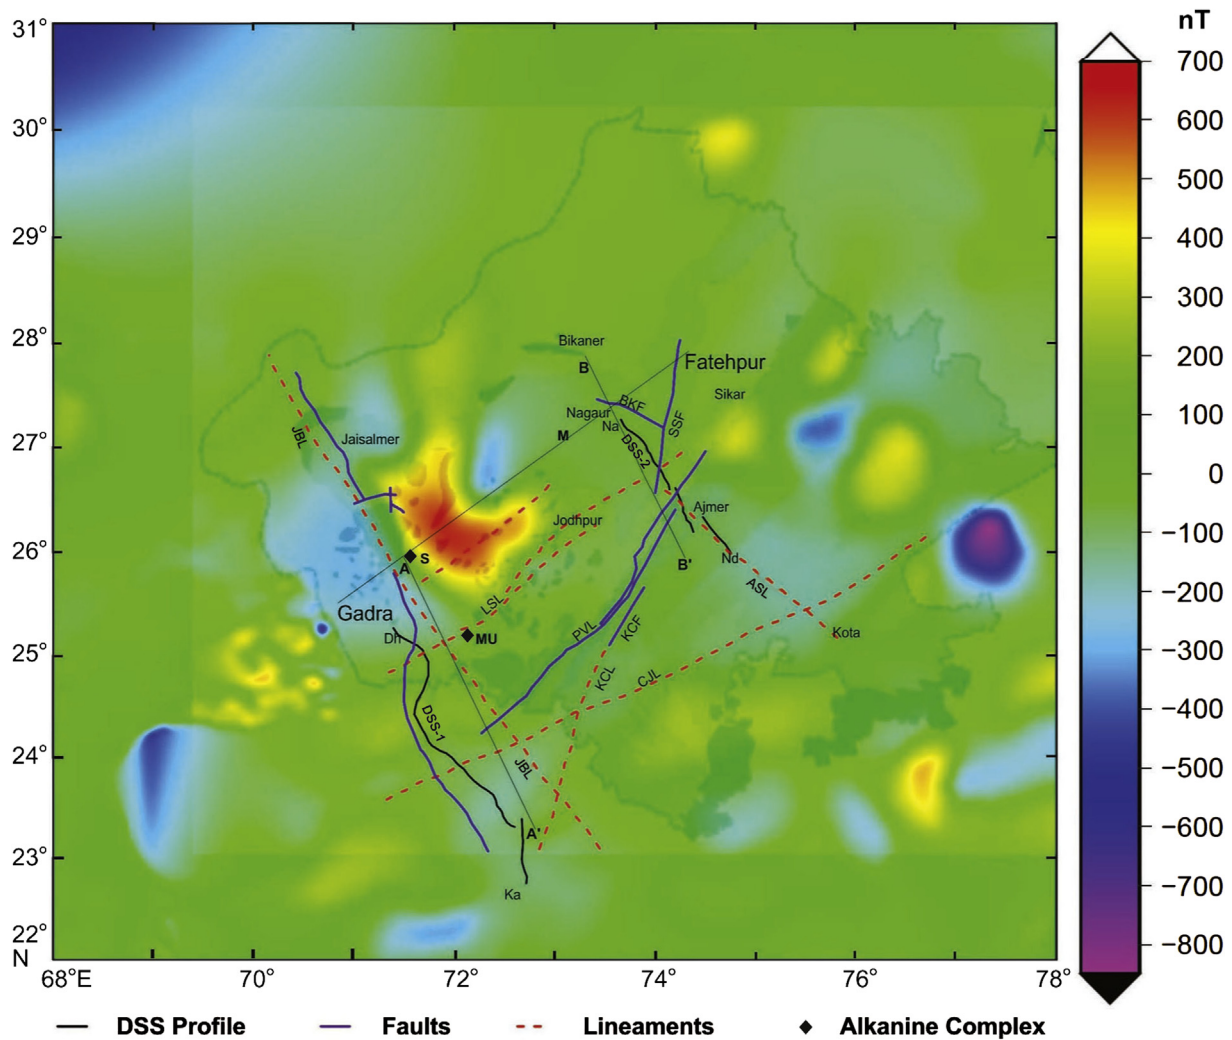 nT
31°
30°
29°
28°
27°
26°
25°
24°
23°
22°
N
68°E
70°
72°
74°
76°
78°
700
600
500
400
300
200
100
0
−100
−200
−300
−400
−500
−600
−700
−800
Bikaner
B
Fatehpur
Sikar
BKF
Nagaur
Na
SSF
M
DSS-2
JBL
Jaisalmer
Jodhpur
Ajmer
Nd
B'
ASL
Kota
S
A
Gadra
Dh
LSL
MU
PVL
KCF
KCL
CJL
DSS-1
JBL
A'
Ka
DSS Profile
Faults
Lineaments
Alkanine Complex